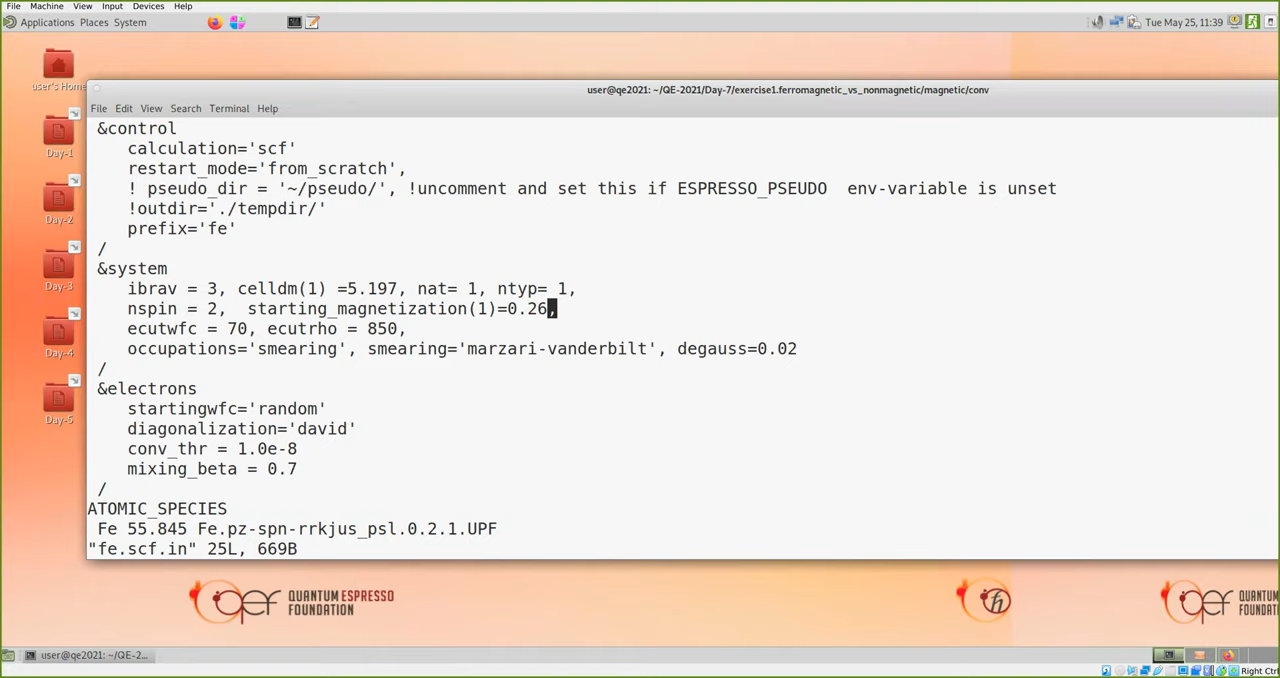 File Machine View Input Devices Help
Applications Places System
Tue May 25, 11:39
user's Home
Day-1
Day-2
Day-3
Day-4
Day-5
user@qe2021: ~/QE-2021/Day-7/exercise1.ferromagnetic_vs_nonmagnetic/magnetic/conv
File Edit View Search Terminal Help
&control
calculation='scf'
restart_mode='from_scratch',
! pseudo_dir = '~/pseudo/', !uncomment and set this if ESPRESSO_PSEUDO env-variable is unset
!outdir='./tempdir/'
prefix='fe'
/
&system
ibrav = 3, celldm(1) =5.197, nat= 1, ntyp= 1,
nspin = 2, starting_magnetization(1)=0.26,
ecutwfc = 70, ecutrho = 850,
occupations='smearing', smearing='marzari-vanderbilt', degauss=0.02
/
&electrons
startingwfc='random'
diagonalization='david'
conv_thr = 1.0e-8
mixing_beta = 0.7
/
ATOMIC_SPECIES
Fe 55.845 Fe.pz-spn-rrkjus_psl.0.2.1.UPF
"fe.scf.in" 25L, 669B
QUANTUM ESPRESSO
FOUNDATION
QUANTUM
FOUND
user@qe2021: ~/QE-2...
Right Ctrl